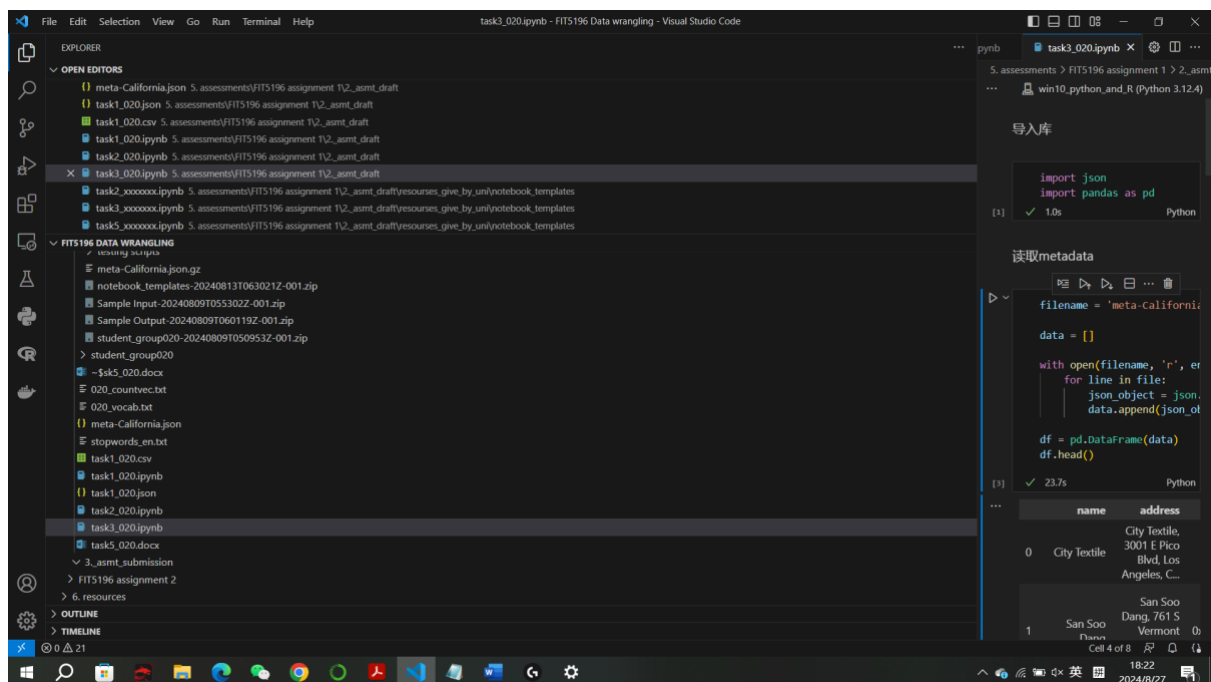 File Edit Selection View Go Run Terminal Help
task3_020.ipynb - FIT5196 Data wrangling - Visual Studio Code
EXPLORER
OPEN EDITORS
meta-California.json 5. assessments\FIT5196 assignment 1\2._asmt_draft
task1_020.json 5. assessments\FIT5196 assignment 1\2._asmt_draft
task1_020.csv 5. assessments\FIT5196 assignment 1\2._asmt_draft
task1_020.ipynb 5. assessments\FIT5196 assignment 1\2._asmt_draft
task2_020.ipynb 5. assessments\FIT5196 assignment 1\2._asmt_draft
task3_020.ipynb 5. assessments\FIT5196 assignment 1\2._asmt_draft
task2_xxxxxxx.ipynb 5. assessments\FIT5196 assignment 1\2._asmt_draft\resourses_give_by_uni\notebook_templates
task3_xxxxxxx.ipynb 5. assessments\FIT5196 assignment 1\2._asmt_draft\resourses_give_by_uni\notebook_templates
task5_xxxxxxx.ipynb 5. assessments\FIT5196 assignment 1\2._asmt_draft\resourses_give_by_uni\notebook_templates
FIT5196 DATA WRANGLING
testing scripts
meta-California.json.gz
notebook_templates-20240813T063021Z-001.zip
Sample Input-20240809T055302Z-001.zip
Sample Output-20240809T060119Z-001.zip
student_group020-20240809T050953Z-001.zip
student_group020
~$sk5_020.docx
020_countvec.txt
020_vocab.txt
meta-California.json
stopwords_en.txt
task1_020.csv
task1_020.ipynb
task1_020.json
task2_020.ipynb
task3_020.ipynb
task5_020.docx
3._asmt_submission
FIT5196 assignment 2
6. resources
OUTLINE
TIMELINE
pynb
task3_020.ipynb
5. assessments > FIT5196 assignment 1 > 2._asmt
win10_python_and_R (Python 3.12.4)
导入库
import json
import pandas as pd
[1] 1.0s Python
读取metadata
filename = 'meta-California
data = []
with open(filename, 'r', en
for line in file:
json_object = json.
data.append(json_ob
df = pd.DataFrame(data)
df.head()
[3] 23.7s Python
name address
0 City Textile City Textile,
3001 E Pico
Blvd, Los
Angeles, C...
1 San Soo
Dang
San Soo
Dang, 761 S
Vermont
0 21
Cell 4 of 8
英 拼
18:22
2024/8/27